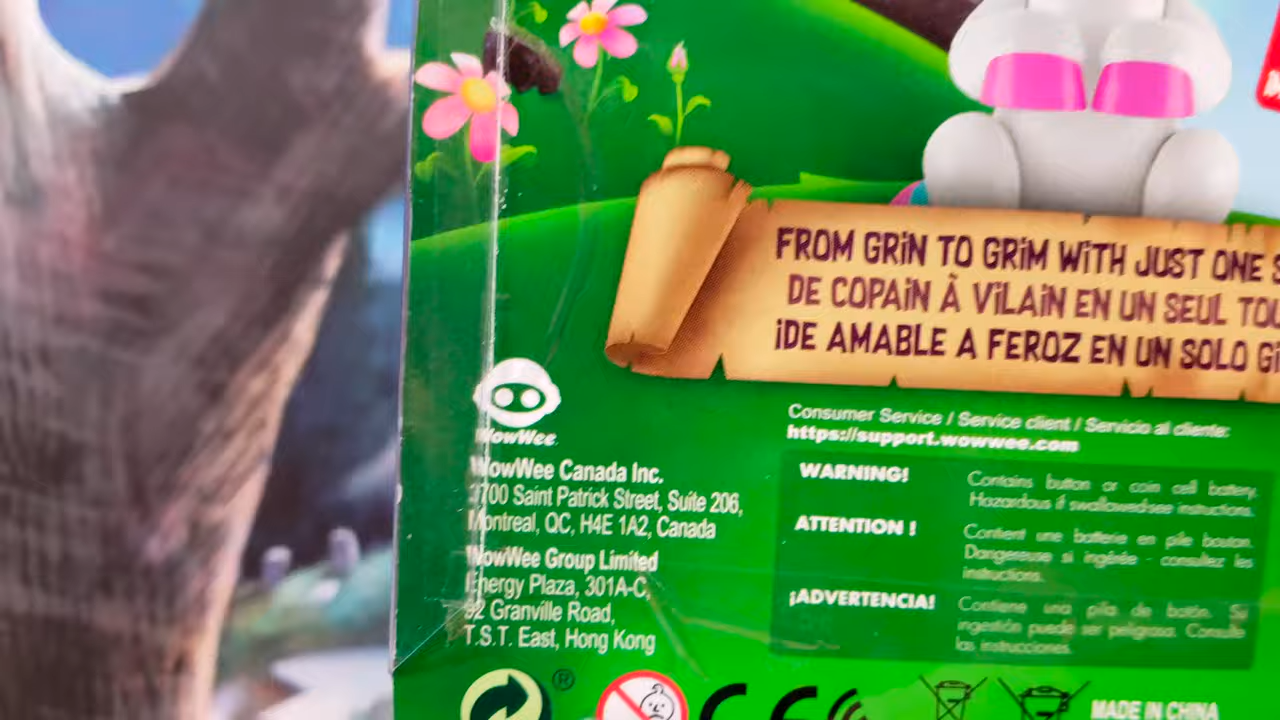 FROM GRiN TO GRiM WiTH JUST ONE
DE COPAiN À ViLAiN EN UN SEUL
¡DE AMABLE A FEROZ EN UN SOLO
WowWee
Consumer Service / Service client / Servicio al cliente:
https://support.wowwee.com
WowWee Canada Inc.
3700 Saint Patrick Street, Suite 206,
Montreal, QC, H4E 1A2, Canada
WowWee Group Limited
Energy Plaza, 301A-C,
92 Granville Road,
T.S.T. East, Hong Kong
WARNING!
Contains button or coin cell battery.
Hazardous if swallowed-see instructions.
ATTENTION !
Contient une batterie en pile bouton.
Dangereuse si ingérée - consultez les
instructions.
¡ADVERTENCIA!
Contiene una pila de botón. Su
ingestión puede ser peligrosa. Consulte
las instrucciones.
®
CE
MADE IN CHINA